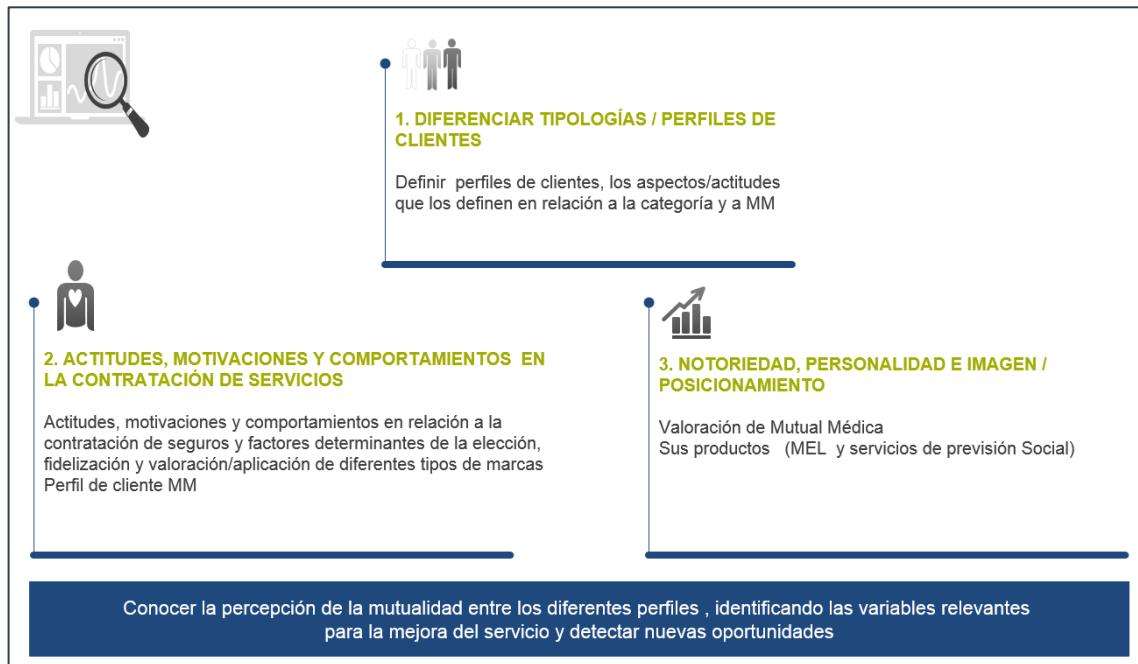 1. DIFERENCIAR TIPOLOGÍAS / PERFILES DE
CLIENTES
Definir perfiles de clientes, los aspectos/actitudes
que los definen en relación a la categoría y a MM
2. ACTITUDES, MOTIVACIONES Y COMPORTAMIENTOS EN
LA CONTRATACIÓN DE SERVICIOS
Actitudes, motivaciones y comportamientos en relación a la
contratación de seguros y factores determinantes de la elección,
fidelización y valoración/aplicación de diferentes tipos de marcas
Perfil de cliente MM
3. NOTORIEDAD, PERSONALIDAD E IMAGEN /
POSICIONAMIENTO
Valoración de Mutual Médica
Sus productos (MEL y servicios de previsión Social)
Conocer la percepción de la mutualidad entre los diferentes perfiles , identificando las variables relevantes
para la mejora del servicio y detectar nuevas oportunidades